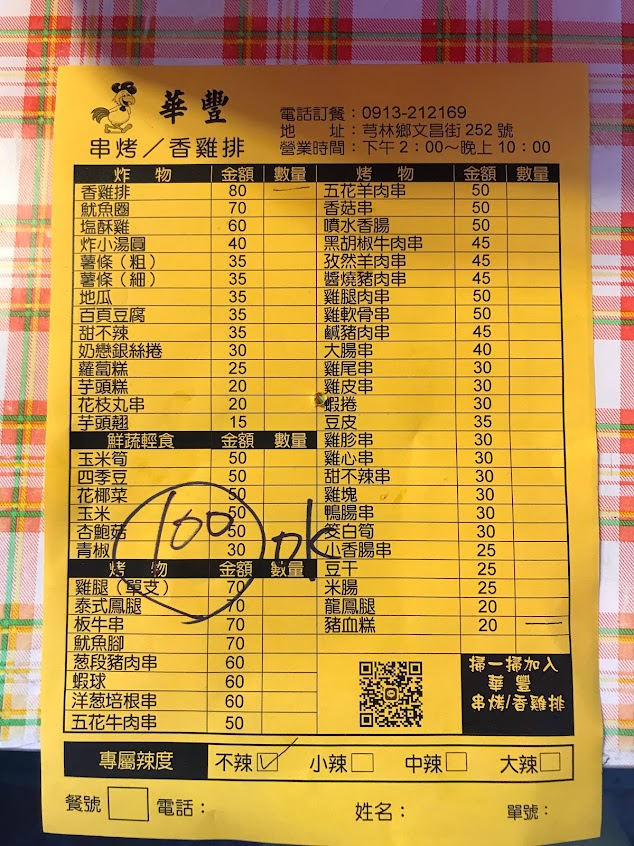 華豐
串烤／香雞排
電話訂餐：0913-212169
地　　址：芎林鄉文昌街252號
營業時間：下午2：00～晚上10：00
炸　物 金額 數量
香雞排 80 一
魷魚圈 70
塩酥雞 60
炸小湯圓 40
薯條（粗） 35
薯條（細） 35
地瓜 35
百頁豆腐 35
甜不辣 35
奶戀銀絲捲 30
蘿蔔糕 25
芋頭糕 20
花枝丸串 20
芋頭翹 15
鮮蔬輕食 金額 數量
玉米筍 50
四季豆 50
花椰菜 50
玉米 50
杏鮑菇 50
青椒 30
100 ok
烤　物 金額 數量
雞腿（單支） 70
泰式鳳腿 70
板牛串 70
魷魚腳 70
葱段豬肉串 60
蝦球 60
洋葱培根串 60
五花牛肉串 50
烤　物 金額 數量
五花羊肉串 50
香菇串 50
噴水香腸 50
黑胡椒牛肉串 45
孜然羊肉串 45
醬燒豬肉串 45
雞腿肉串 50
雞軟骨串 50
鹹豬肉串 45
大腸串 40
雞尾串 30
雞皮串 30
蝦捲 30
豆皮 35
雞胗串 30
雞心串 30
甜不辣串 30
雞塊 30
鴨腸串 30
筊白筍 30
小香腸串 25
豆干 25
米腸 25
龍鳳腿 20
豬血糕 20 一
掃一掃加入
華豐
串烤/香雞排
專屬辣度 不辣☑ 小辣□ 中辣□ 大辣□
餐號□ 電話： 姓名： 單號：